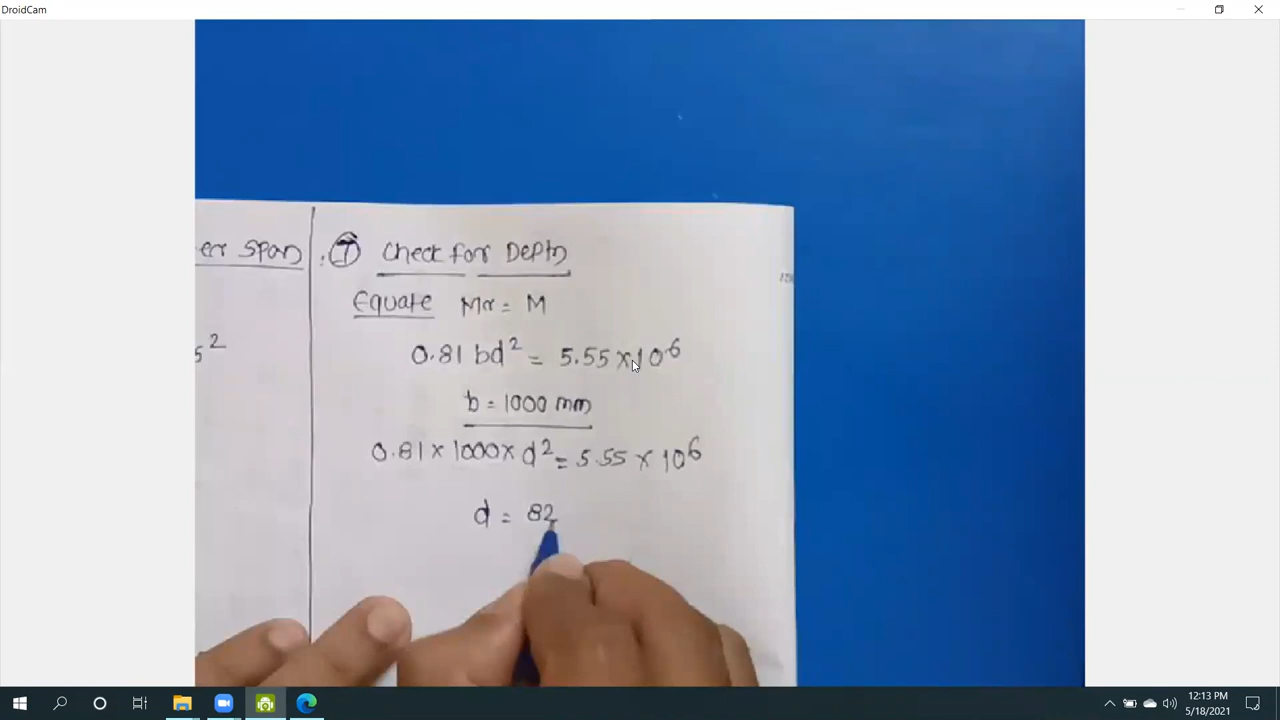 DroidCam
er span
⑦ Check for Depth
Equate Mr = M
5²
0.81 bd² = 5.55 × 10⁶
b = 1000 mm
0.81 × 1000 × d² = 5.55 × 10⁶
d = 82
12:13 PM
5/18/2021